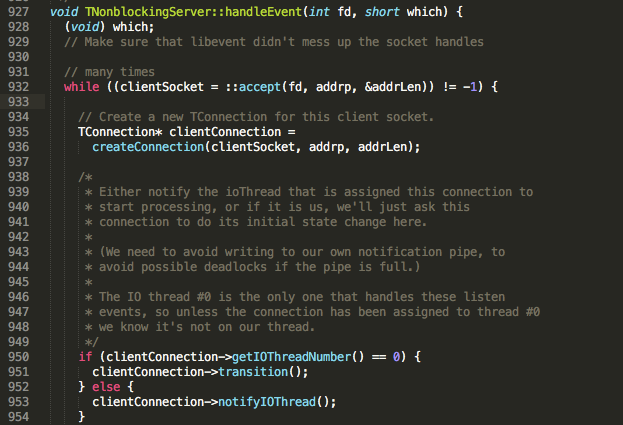 927 void TNonblockingServer::handleEvent(int fd, short which) {
928 (void) which;
929 // Make sure that libevent didn't mess up the socket handles
930
931 // many times
932 while ((clientSocket = ::accept(fd, addrp, &addrLen)) != -1) {
933
934 // Create a new TConnection for this client socket.
935 TConnection* clientConnection =
936 createConnection(clientSocket, addrp, addrLen);
937
938 /*
939 * Either notify the ioThread that is assigned this connection to
940 * start processing, or if it is us, we'll just ask this
941 * connection to do its initial state change here.
942 *
943 * (We need to avoid writing to our own notification pipe, to
944 * avoid possible deadlocks if the pipe is full.)
945 *
946 * The IO thread #0 is the only one that handles these listen
947 * events, so unless the connection has been assigned to thread #0
948 * we know it's not on our thread.
949 */
950 if (clientConnection->getIOThreadNumber() == 0) {
951 clientConnection->transition();
952 } else {
953 clientConnection->notifyIOThread();
954 }